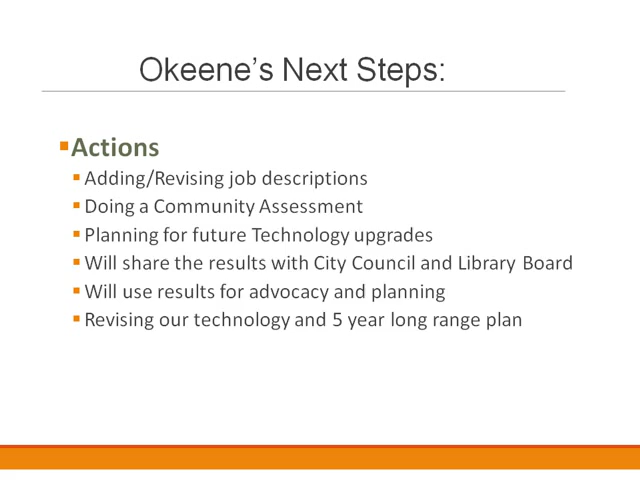 Okeene’s Next Steps:
Actions
Adding/Revising job descriptions
Doing a Community Assessment
Planning for future Technology upgrades
Will share the results with City Council and Library Board
Will use results for advocacy and planning
Revising our technology and 5 year long range plan